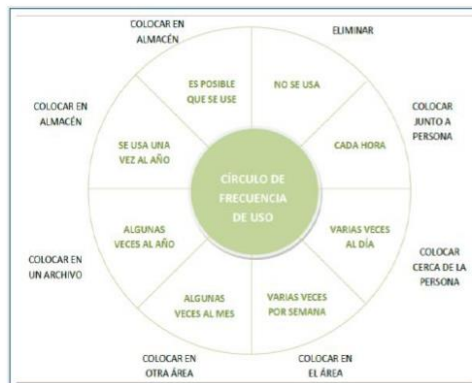 COLOCAR EN
ALMACÉN
ELIMINAR
ES POSIBLE
QUE SE USE
NO SE USA
COLOCAR EN
ALMACÉN
COLOCAR
JUNTO A
PERSONA
SE USA UNA
VEZ AL AÑO
CADA HORA
CÍRCULO DE
FRECUENCIA
DE USO
ALGUNAS
VECES AL AÑO
VARIAS VECES
AL DÍA
COLOCAR EN
UN ARCHIVO
COLOCAR
CERCA DE LA
PERSONA
ALGUNAS
VECES AL MES
VARIAS VECES
POR SEMANA
COLOCAR EN
OTRA ÁREA
COLOCAR EN
EL ÁREA